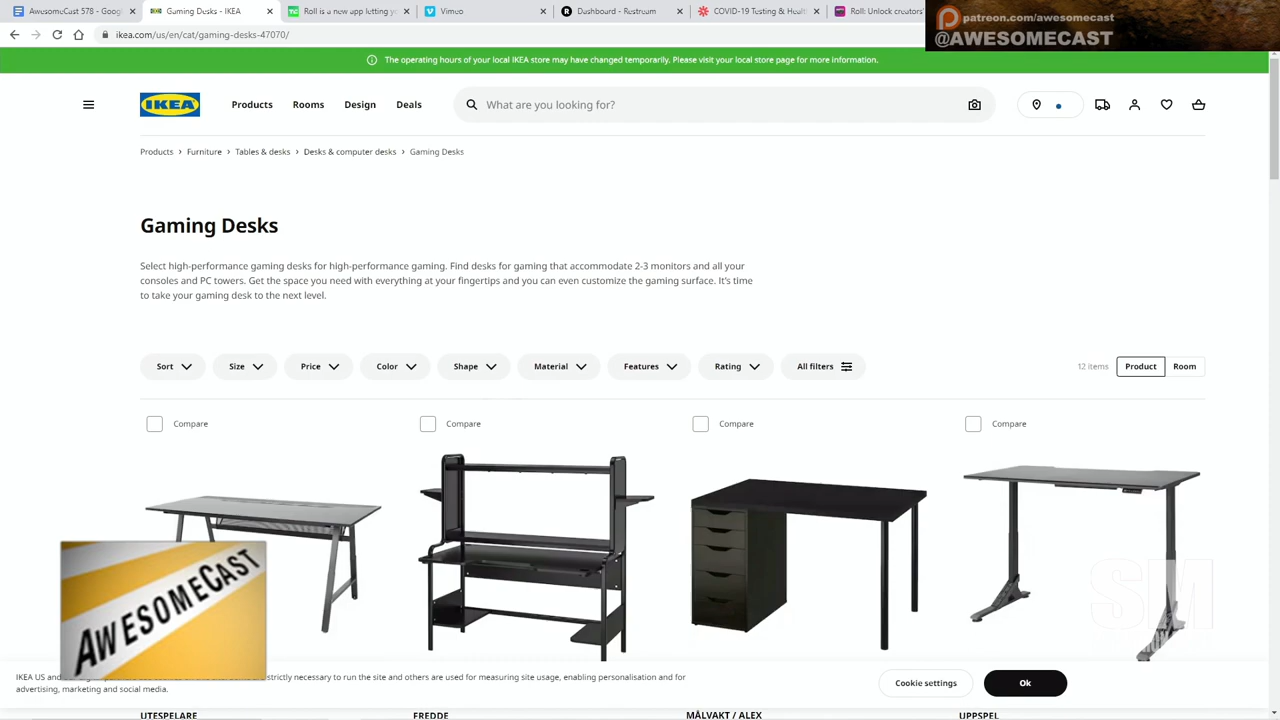 AwesomeCast 578 - Goog
Gaming Desks - IKEA
Roll is a new app letting y
Vimeo
Dashboard - Restream
COVID-19 Testing & Healt
Roll: Unlock creators'
ikea.com/us/en/cat/gaming-desks-47070/
patreon.com/awesomecast
@AWESOMECAST
The operating hours of your local IKEA store may have changed temporarily. Please visit your local store page for more information.
IKEA
Products
Rooms
Design
Deals
What are you looking for?
Products > Furniture > Tables & desks > Desks & computer desks > Gaming Desks
Gaming Desks
Select high-performance gaming desks for high-performance gaming. Find desks for gaming that accommodate 2-3 monitors and all your
consoles and PC towers. Get the space you need with everything at your fingertips and you can even customize the gaming surface. It's time
to take your gaming desk to the next level.
Sort
Size
Price
Color
Shape
Material
Features
Rating
All filters
12 items
Product
Room
Compare
Compare
Compare
Compare
AWESOMECAST
SM
IKEA US and
strictly necessary to run the site and others are used for measuring site usage, enabling personalisation and for
advertising, marketing and social media.
Cookie settings
Ok
UTESPELARE
FREDDE
MÅLVAKT / ALEX
UPPSPEL